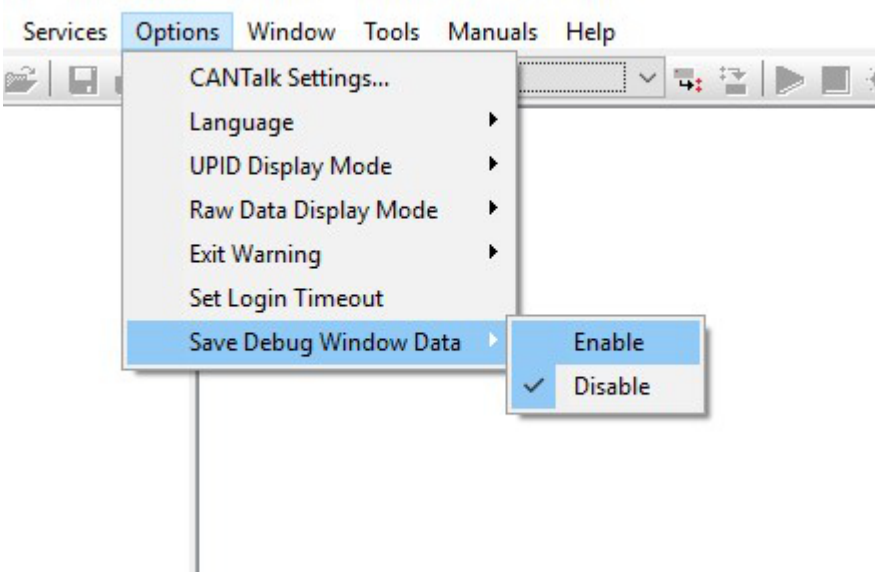 Services Options Window Tools Manuals Help
CANTalk Settings...
Language
UPID Display Mode
Raw Data Display Mode
Exit Warning
Set Login Timeout
Save Debug Window Data Enable
Disable